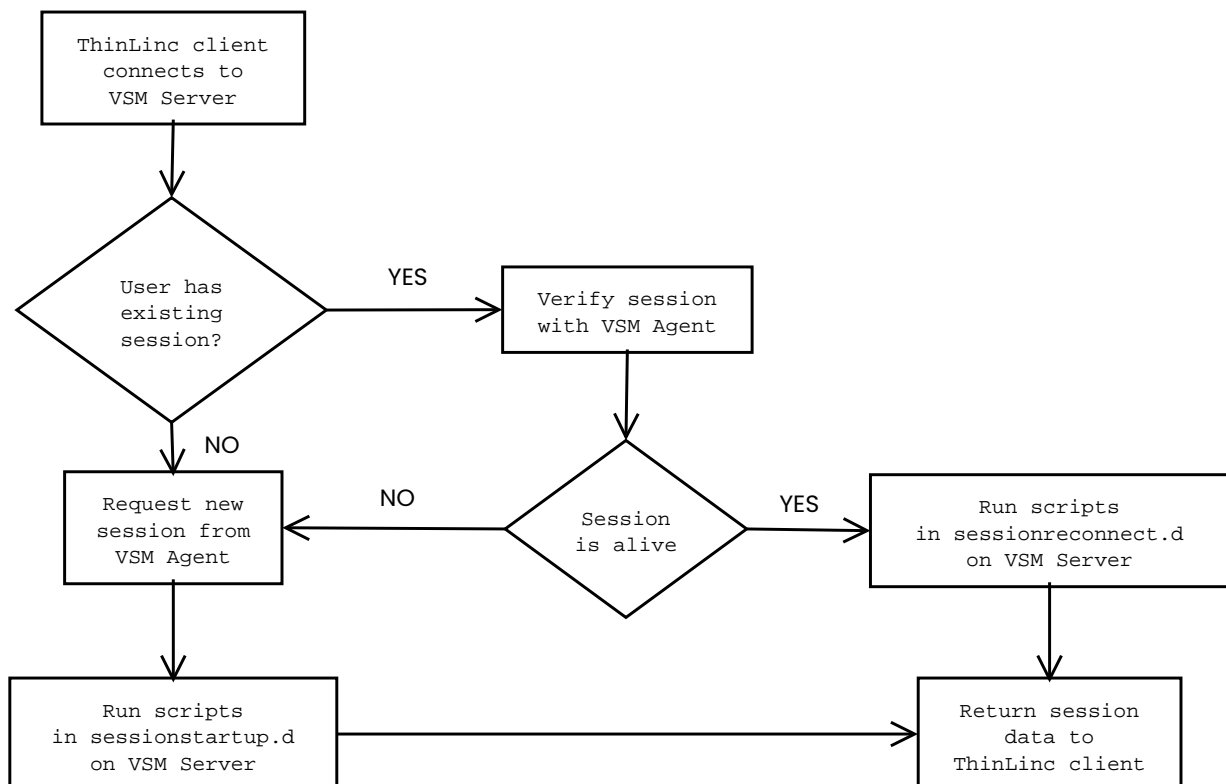 ThinLinc client
connects to
VSM Server
User has
existing
session?
YES
Verify session
with VSM Agent
NO
Request new
session from
VSM Agent
NO
Session
is alive
YES
Run scripts
in sessionreconnect.d
on VSM Server
Run scripts
in sessionstartup.d
on VSM Server
Return session
data to
ThinLinc client